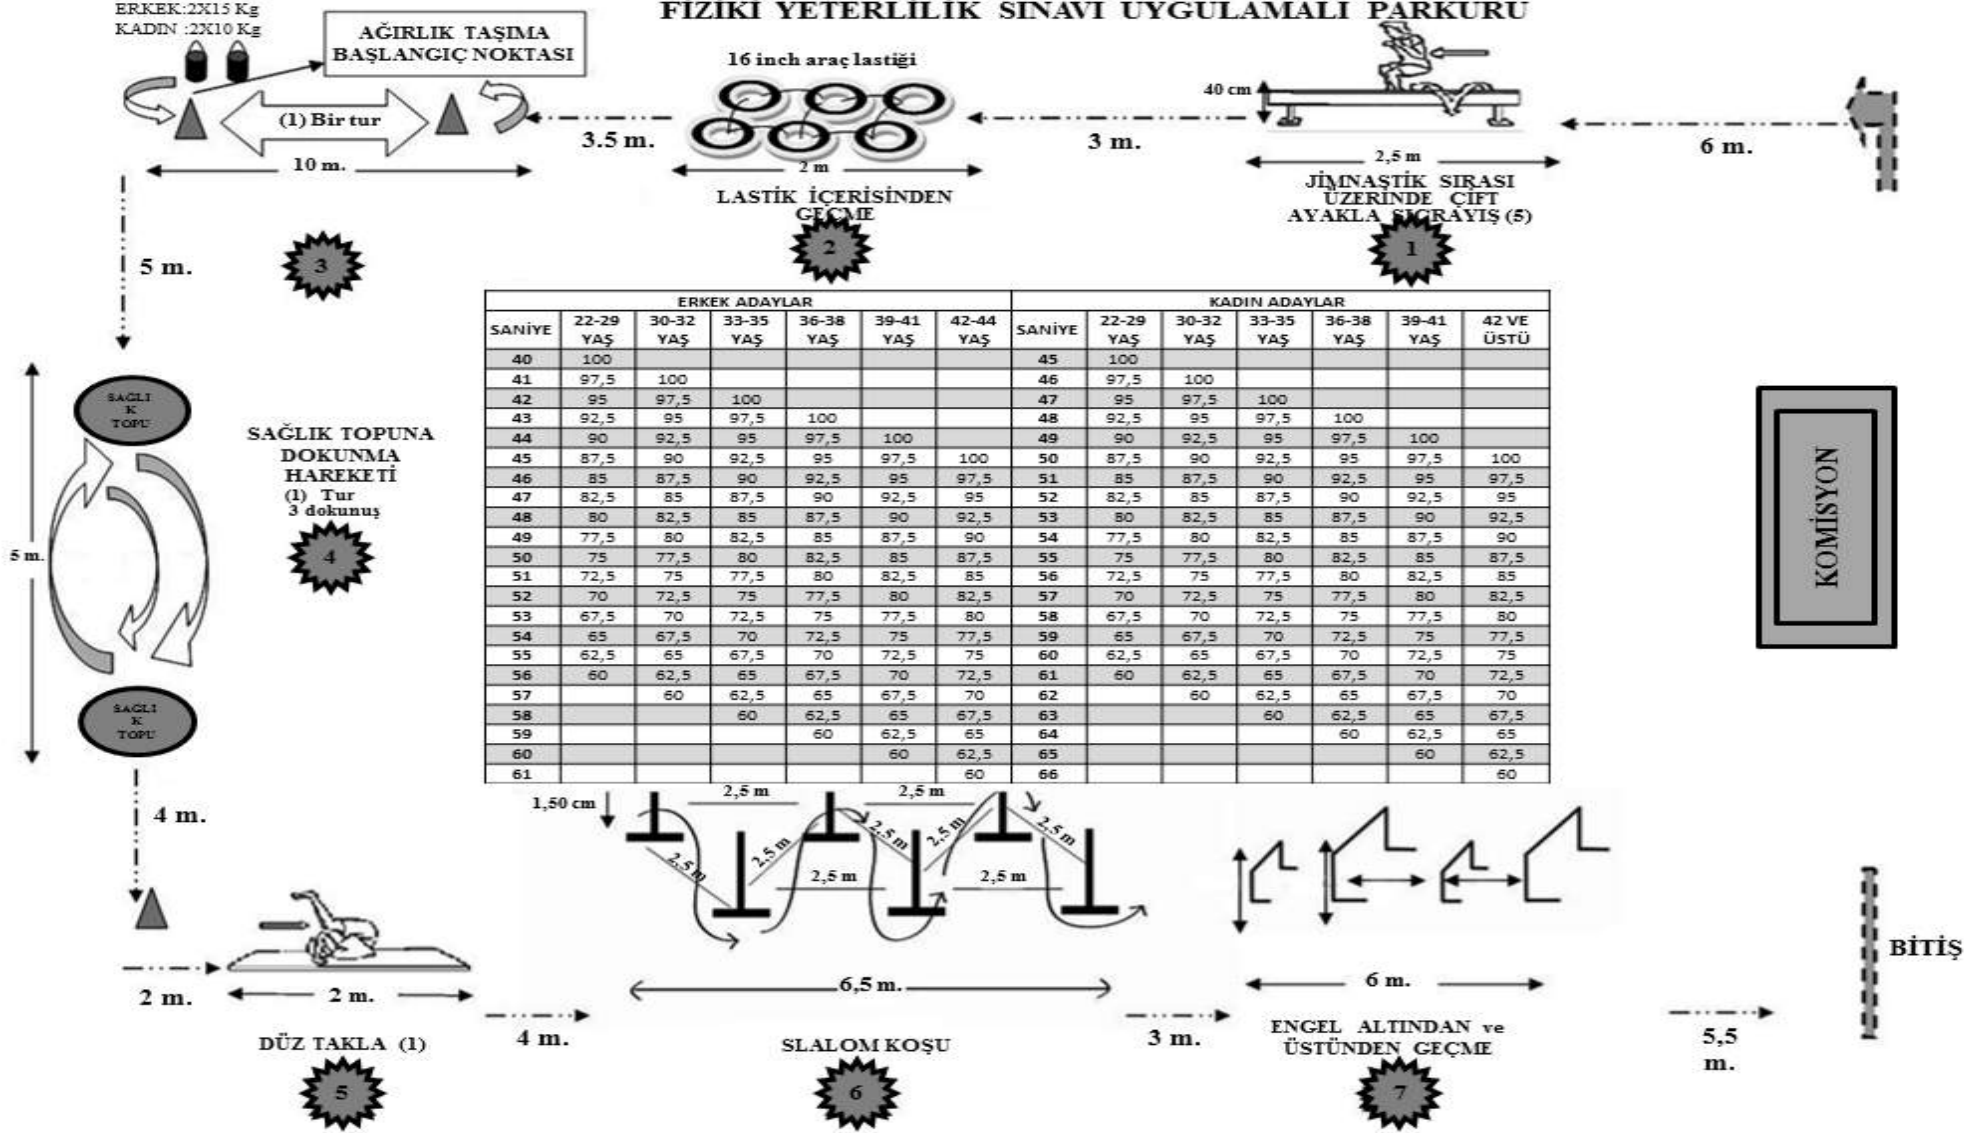 FİZİKİ YETERLİLİK SINAVI UYGULAMALI PARKURU
ERKEK:2X15 Kg
KADIN :2X10 Kg
AĞIRLIK TAŞIMA
BAŞLANGIÇ NOKTASI
(1) Bir tur
10 m.
3.5 m.
16 inch araç lastiği
2 m
LASTİK İÇERİSİNDEN
GEÇME
2
3 m.
40 cm
2,5 m
JİMNAŞTİK SIRASI
ÜZERİNDE ÇİFT
AYAKLA SIÇRAYIŞ (5)
1
6 m.
3
5 m.
SAĞLI
K
TOPU
SAĞLIK TOPUNA
DOKUNMA
HAREKETİ
(1) Tur
3 dokunuş
4
5 m.
SAĞLI
K
TOPU
4 m.
ERKEK ADAYLAR KADIN ADAYLAR
SANİYE 22-29 YAŞ 30-32 YAŞ 33-35 YAŞ 36-38 YAŞ 39-41 YAŞ 42-44 YAŞ SANİYE 22-29 YAŞ 30-32 YAŞ 33-35 YAŞ 36-38 YAŞ 39-41 YAŞ 42 VE ÜSTÜ
40 100 45 100
41 97,5 100 46 97,5 100
42 95 97,5 100 47 95 97,5 100
43 92,5 95 97,5 100 48 92,5 95 97,5 100
44 90 92,5 95 97,5 100 49 90 92,5 95 97,5 100
45 87,5 90 92,5 95 97,5 100 50 87,5 90 92,5 95 97,5 100
46 85 87,5 90 92,5 95 97,5 51 85 87,5 90 92,5 95 97,5
47 82,5 85 87,5 90 92,5 95 52 82,5 85 87,5 90 92,5 95
48 80 82,5 85 87,5 90 92,5 53 80 82,5 85 87,5 90 92,5
49 77,5 80 82,5 85 87,5 90 54 77,5 80 82,5 85 87,5 90
50 75 77,5 80 82,5 85 87,5 55 75 77,5 80 82,5 85 87,5
51 72,5 75 77,5 80 82,5 85 56 72,5 75 77,5 80 82,5 85
52 70 72,5 75 77,5 80 82,5 57 70 72,5 75 77,5 80 82,5
53 67,5 70 72,5 75 77,5 80 58 67,5 70 72,5 75 77,5 80
54 65 67,5 70 72,5 75 77,5 59 65 67,5 70 72,5 75 77,5
55 62,5 65 67,5 70 72,5 75 60 62,5 65 67,5 70 72,5 75
56 60 62,5 65 67,5 70 72,5 61 60 62,5 65 67,5 70 72,5
57 60 62,5 65 67,5 70 62 60 62,5 65 67,5 70
58 60 62,5 65 67,5 63 60 62,5 65 67,5
59 60 62,5 65 64 60 62,5 65
60 60 62,5 65 60 62,5
61 60 66 60
KOMİSYON
2 m.
2 m.
DÜZ TAKLA (1)
5
4 m.
1,50 cm
2,5 m
2,5 m
2,5 m
2,5 m
2,5 m
2,5 m
2,5 m
2,5 m
2,5 m
6,5 m.
SLALOM KOŞU
6
3 m.
6 m.
ENGEL ALTINDAN ve
ÜSTÜNDEN GEÇME
7
5,5
m.
BİTİŞ